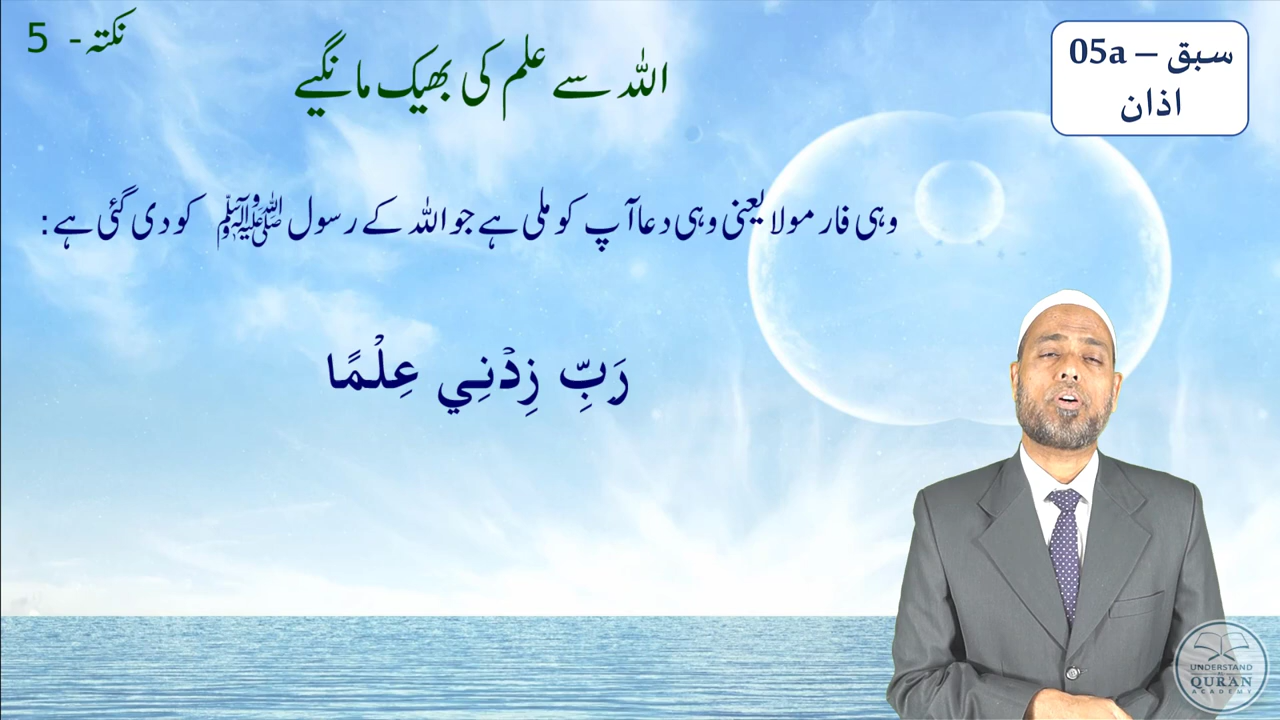 نکتہ - 5
سبق – 05a
اذان
اللہ سے علم کی بھیک مانگیے
وہی فارمولا یعنی وہی دعا آپ کو ملی ہے جو اللہ کے رسول ﷺ کو دی گئی ہے:
رَبِّ زِدْنِي عِلْمًا
UNDERSTAND
QURAN
ACADEMY